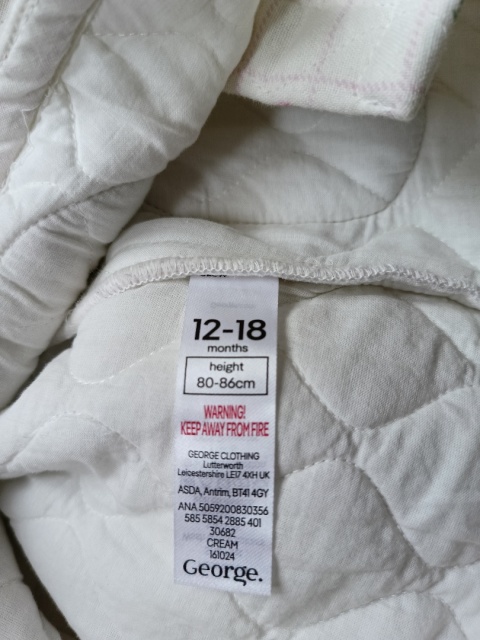 12-18
months
height
80-86cm
WARNING!
KEEP AWAY FROM FIRE
GEORGE CLOTHING
Lutterworth
Leicestershire LE17 4XH UK
ASDA, Antrim, BT41 4GY
ANA 5059200830356
585 5854 2885 401
30682
CREAM
161024
George.